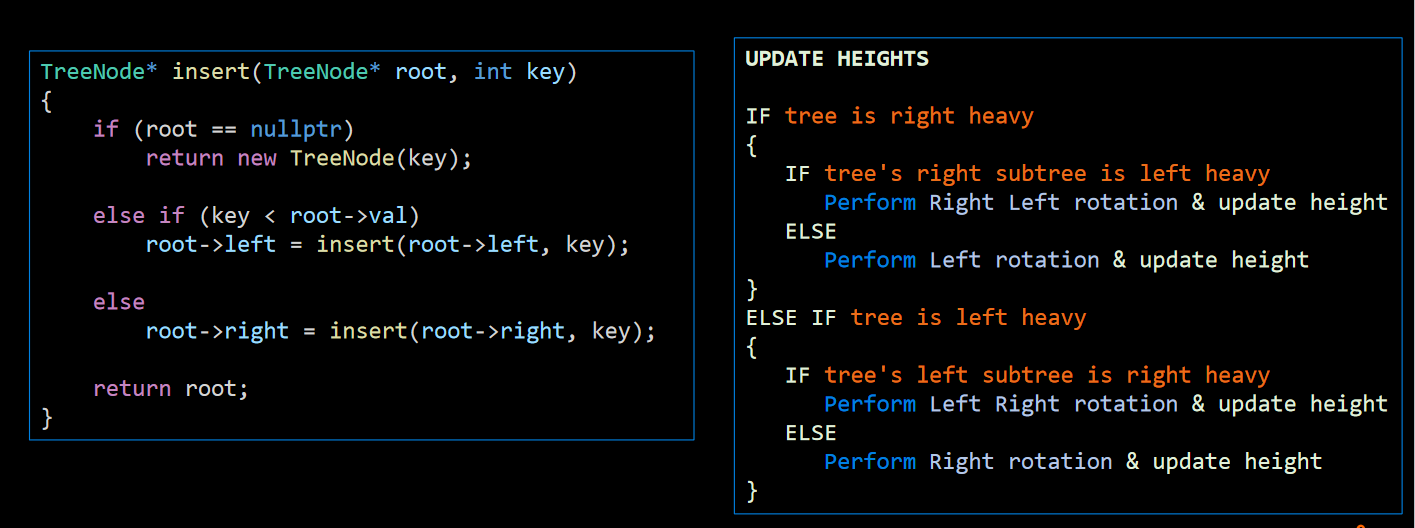 TreeNode* insert(TreeNode* root, int key)
{
    if (root == nullptr)
        return new TreeNode(key);
    else if (key < root->val)
        root->left = insert(root->left, key);
    else
        root->right = insert(root->right, key);
    return root;
}
UPDATE HEIGHTS
IF tree is right heavy
{
   IF tree's right subtree is left heavy
      Perform Right Left rotation & update height
   ELSE
      Perform Left rotation & update height
}
ELSE IF tree is left heavy
{
   IF tree's left subtree is right heavy
      Perform Left Right rotation & update height
   ELSE
      Perform Right rotation & update height
}